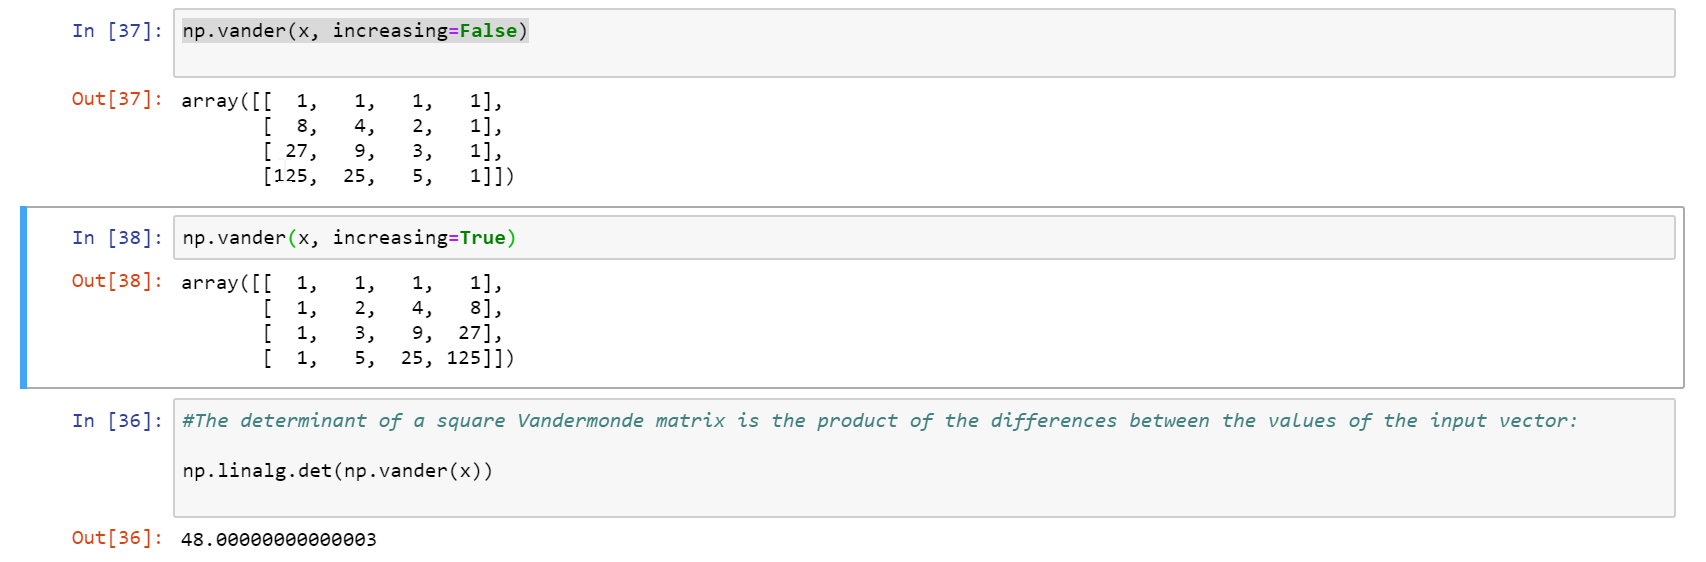 In [37]: np.vander(x, increasing=False)
Out[37]: array([[  1,   1,   1,   1],
       [  8,   4,   2,   1],
       [ 27,   9,   3,   1],
       [125,  25,   5,   1]])
In [38]: np.vander(x, increasing=True)
Out[38]: array([[  1,   1,   1,   1],
       [  1,   2,   4,   8],
       [  1,   3,   9,  27],
       [  1,   5,  25, 125]])
In [36]: #The determinant of a square Vandermonde matrix is the product of the differences between the values of the input vector:
np.linalg.det(np.vander(x))
Out[36]: 48.00000000000003